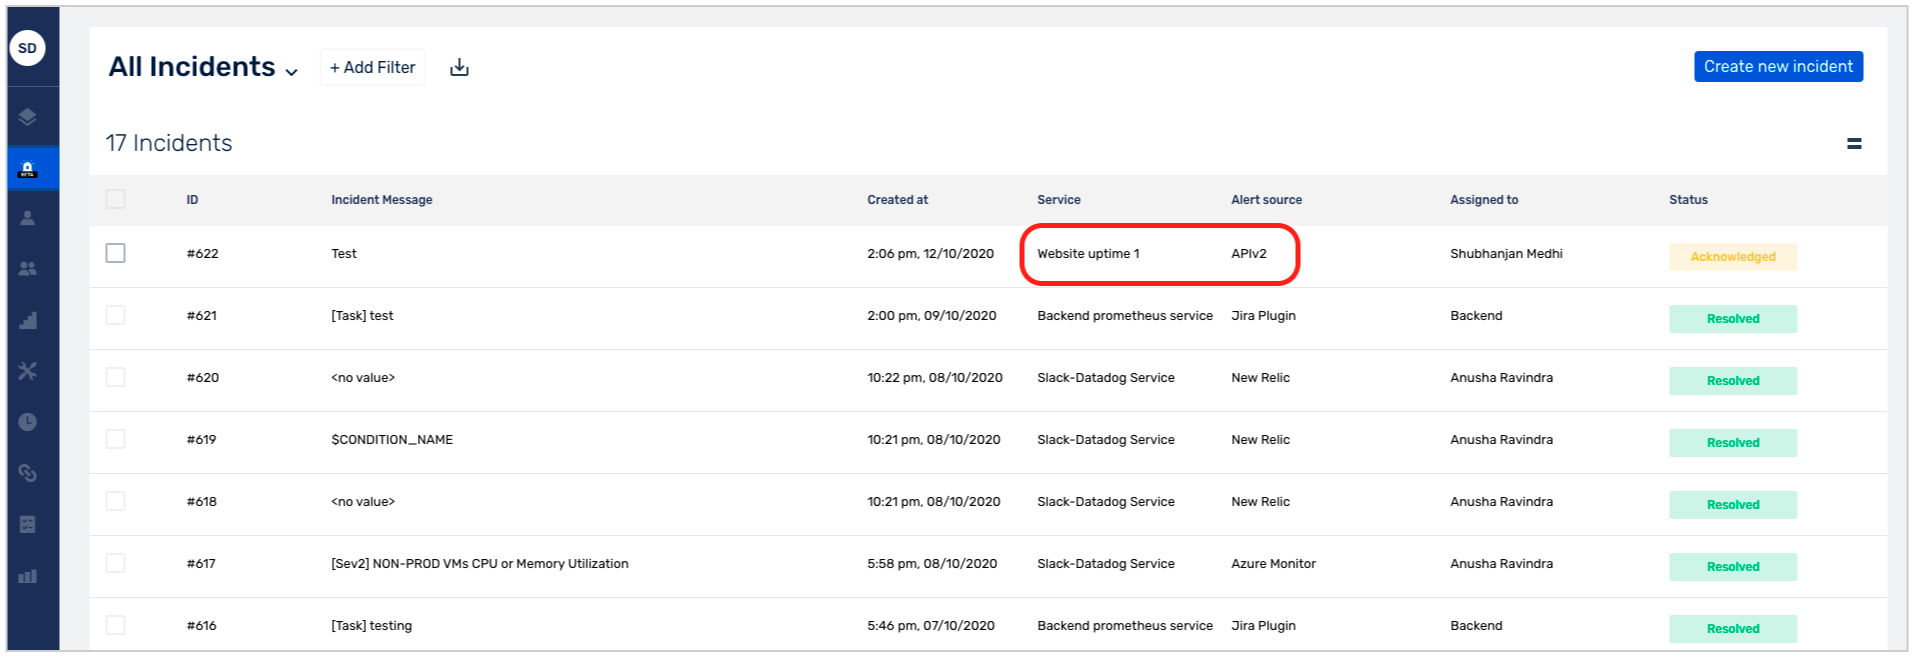 SD
All Incidents + Add Filter Create new incident
17 Incidents
BETA
ID Incident Message Created at Service Alert source Assigned to Status
#622 Test 2:06 pm, 12/10/2020 Website uptime 1 APIv2 Shubhanjan Medhi Acknowledged
#621 [Task] test 2:00 pm, 09/10/2020 Backend prometheus service Jira Plugin Backend Resolved
#620 <no value> 10:22 pm, 08/10/2020 Slack-Datadog Service New Relic Anusha Ravindra Resolved
#619 $CONDITION_NAME 10:21 pm, 08/10/2020 Slack-Datadog Service New Relic Anusha Ravindra Resolved
#618 <no value> 10:21 pm, 08/10/2020 Slack-Datadog Service New Relic Anusha Ravindra Resolved
#617 [Sev2] NON-PROD VMs CPU or Memory Utilization 5:58 pm, 08/10/2020 Slack-Datadog Service Azure Monitor Anusha Ravindra Resolved
#616 [Task] testing 5:46 pm, 07/10/2020 Backend prometheus service Jira Plugin Backend Resolved